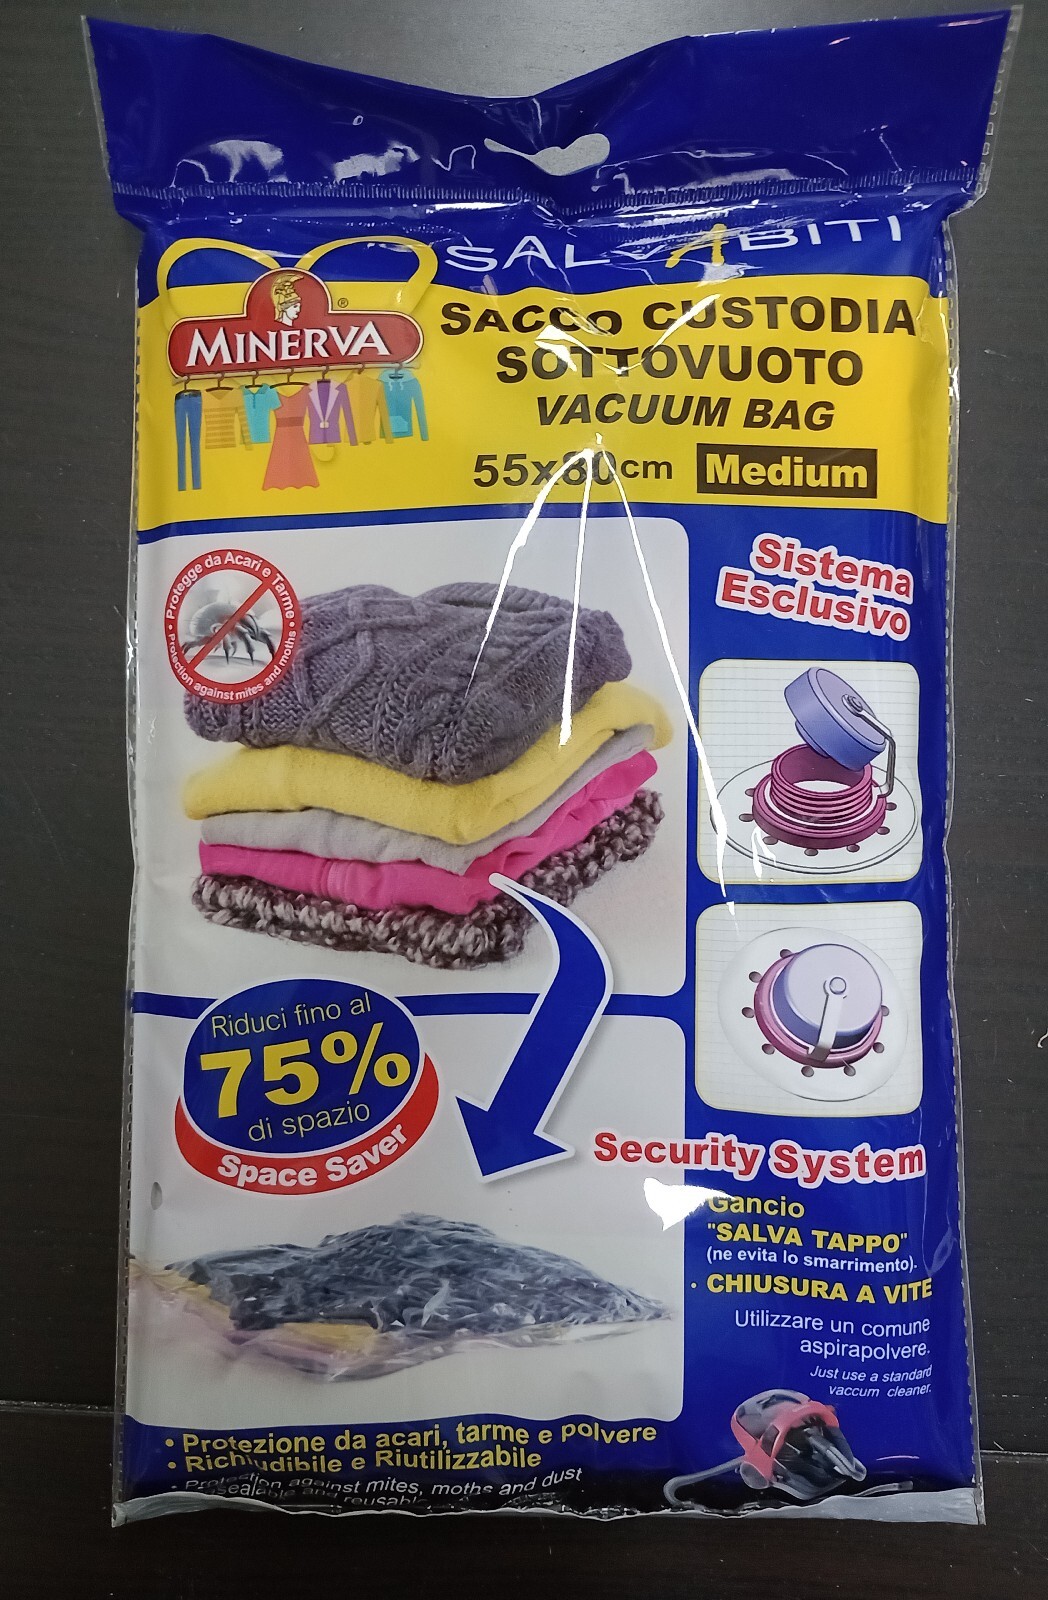 SALVABITI
MINERVA
®
SACCO CUSTODIA
SOTTOVUOTO
VACUUM BAG
55x80cm Medium
• Protegge da Acari e Tarme •
Protection against mites and moths
Sistema
Esclusivo
Riduci fino al
75%
di spazio
Space Saver
Security System
Gancio
"SALVA TAPPO"
(ne evita lo smarrimento).
• CHIUSURA A VITE
Utilizzare un comune
aspirapolvere.
Just use a standard
vaccum cleaner.
• Protezione da acari, tarme e polvere
• Richiudibile e Riutilizzabile
• Protection against mites, moths and dust
and reusable